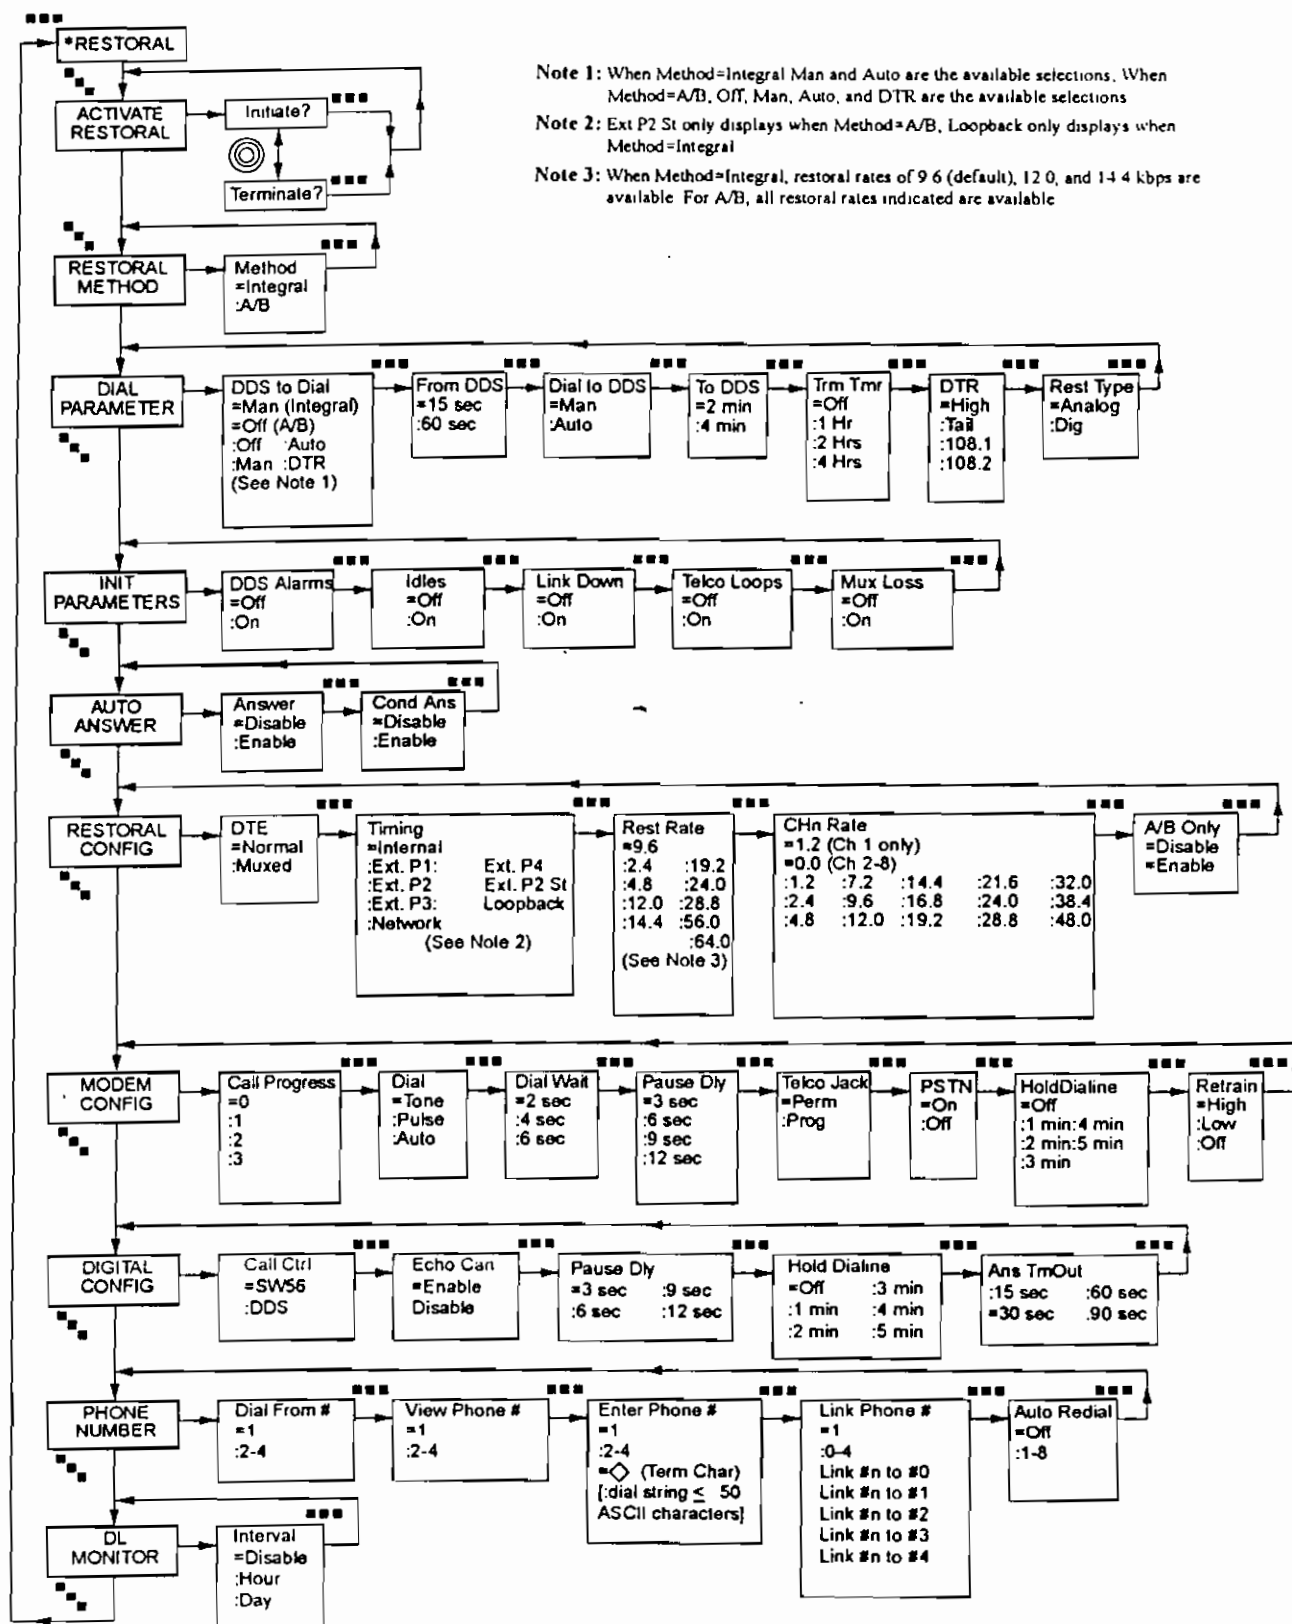 *RESTORAL
Note 1: When Method=Integral Man and Auto are the available selections. When
Method=A/B, Off, Man, Auto, and DTR are the available selections
Note 2: Ext P2 St only displays when Method=A/B, Loopback only displays when
Method=Integral
Note 3: When Method=Integral, restoral rates of 9 6 (default), 12 0, and 14 4 kbps are
available For A/B, all restoral rates indicated are available
ACTIVATE
RESTORAL
Initiate?
Terminate?
RESTORAL
METHOD
Method
=Integral
:A/B
DIAL
PARAMETER
DDS to Dial
=Man (Integral)
=Off (A/B)
:Off :Auto
:Man :DTR
(See Note 1)
From DDS
=15 sec
:60 sec
Dial to DDS
=Man
:Auto
To DDS
=2 min
:4 min
Trm Tmr
=Off
:1 Hr
:2 Hrs
:4 Hrs
DTR
=High
:Tail
:108.1
:108.2
Rest Type
=Analog
:Dig
INIT
PARAMETERS
DDS Alarms
=Off
:On
Idles
=Off
:On
Link Down
=Off
:On
Telco Loops
=Off
:On
Mux Loss
=Off
:On
AUTO
ANSWER
Answer
=Disable
:Enable
Cond Ans
=Disable
:Enable
RESTORAL
CONFIG
DTE
=Normal
:Muxed
Timing
=Internal
:Ext. P1: Ext. P4
:Ext. P2 Ext. P2 St
:Ext. P3: Loopback
:Network
(See Note 2)
Rest Rate
=9.6
:2.4 :19.2
:4.8 :24.0
:12.0 :28.8
:14.4 :56.0
:64.0
(See Note 3)
CHn Rate
=1.2 (Ch 1 only)
=0.0 (Ch 2-8)
:1.2 :7.2 :14.4 :21.6 :32.0
:2.4 :9.6 :16.8 :24.0 :38.4
:4.8 :12.0 :19.2 :28.8 :48.0
A/B Only
=Disable
=Enable
MODEM
CONFIG
Call Progress
=0
:1
:2
:3
Dial
=Tone
:Pulse
:Auto
Dial Wait
=2 sec
:4 sec
:6 sec
Pause Dly
=3 sec
:6 sec
:9 sec
:12 sec
Telco Jack
=Perm
:Prog
PSTN
=On
:Off
HoldDialine
=Off
:1 min:4 min
:2 min:5 min
:3 min
Retrain
=High
:Low
:Off
DIGITAL
CONFIG
Call Ctrl
=SW56
:DDS
Echo Can
=Enable
Disable
Pause Dly
=3 sec :9 sec
:6 sec :12 sec
Hold Dialine
=Off :3 min
:1 min :4 min
:2 min :5 min
Ans TmOut
:15 sec :60 sec
=30 sec :90 sec
PHONE
NUMBER
Dial From #
=1
:2-4
View Phone #
=1
:2-4
Enter Phone #
=1
:2-4
=◇ (Term Char)
[:dial string ≤ 50
ASCII characters]
Link Phone #
=1
:0-4
Link #n to #0
Link #n to #1
Link #n to #2
Link #n to #3
Link #n to #4
Auto Redial
=Off
:1-8
DL
MONITOR
Interval
=Disable
:Hour
:Day